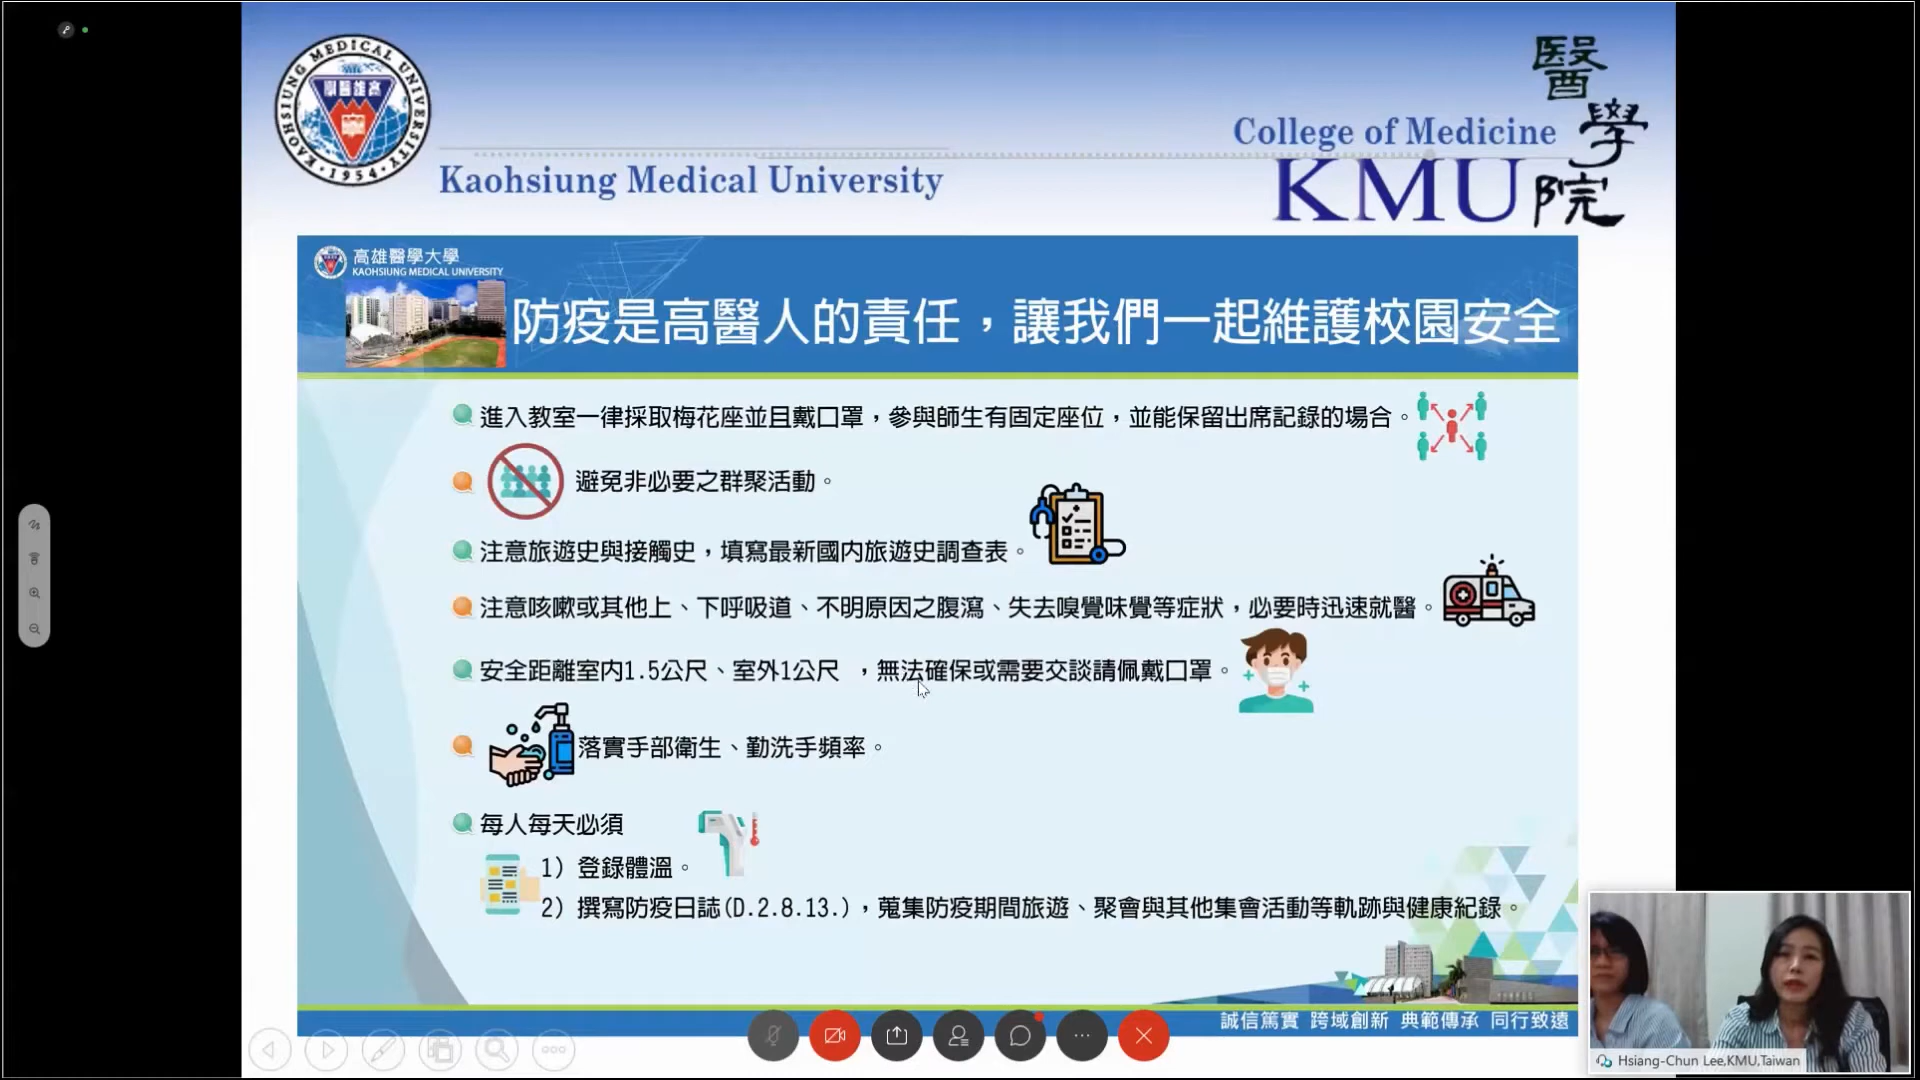 KAOHSIUNG MEDICAL UNIVERSITY
高雄醫學
1954
Kaohsiung Medical University
College of Medicine
KMU
醫學院
高雄醫學大學
KAOHSIUNG MEDICAL UNIVERSITY
防疫是高醫人的責任，讓我們一起維護校園安全
進入教室一律採取梅花座並且戴口罩，參與師生有固定座位，並能保留出席記錄的場合。
避免非必要之群聚活動。
注意旅遊史與接觸史，填寫最新國內旅遊史調查表。
注意咳嗽或其他上、下呼吸道、不明原因之腹瀉、失去嗅覺味覺等症狀，必要時迅速就醫。
安全距離室內1.5公尺、室外1公尺 ，無法確保或需要交談請佩戴口罩。
落實手部衛生、勤洗手頻率。
每人每天必須
1) 登錄體溫。
2) 撰寫防疫日誌(D.2.8.13.)，蒐集防疫期間旅遊、聚會與其他集會活動等軌跡與健康紀錄。
誠信篤實 跨域創新 典範傳承 同行致遠
Hsiang-Chun Lee,KMU,Taiwan